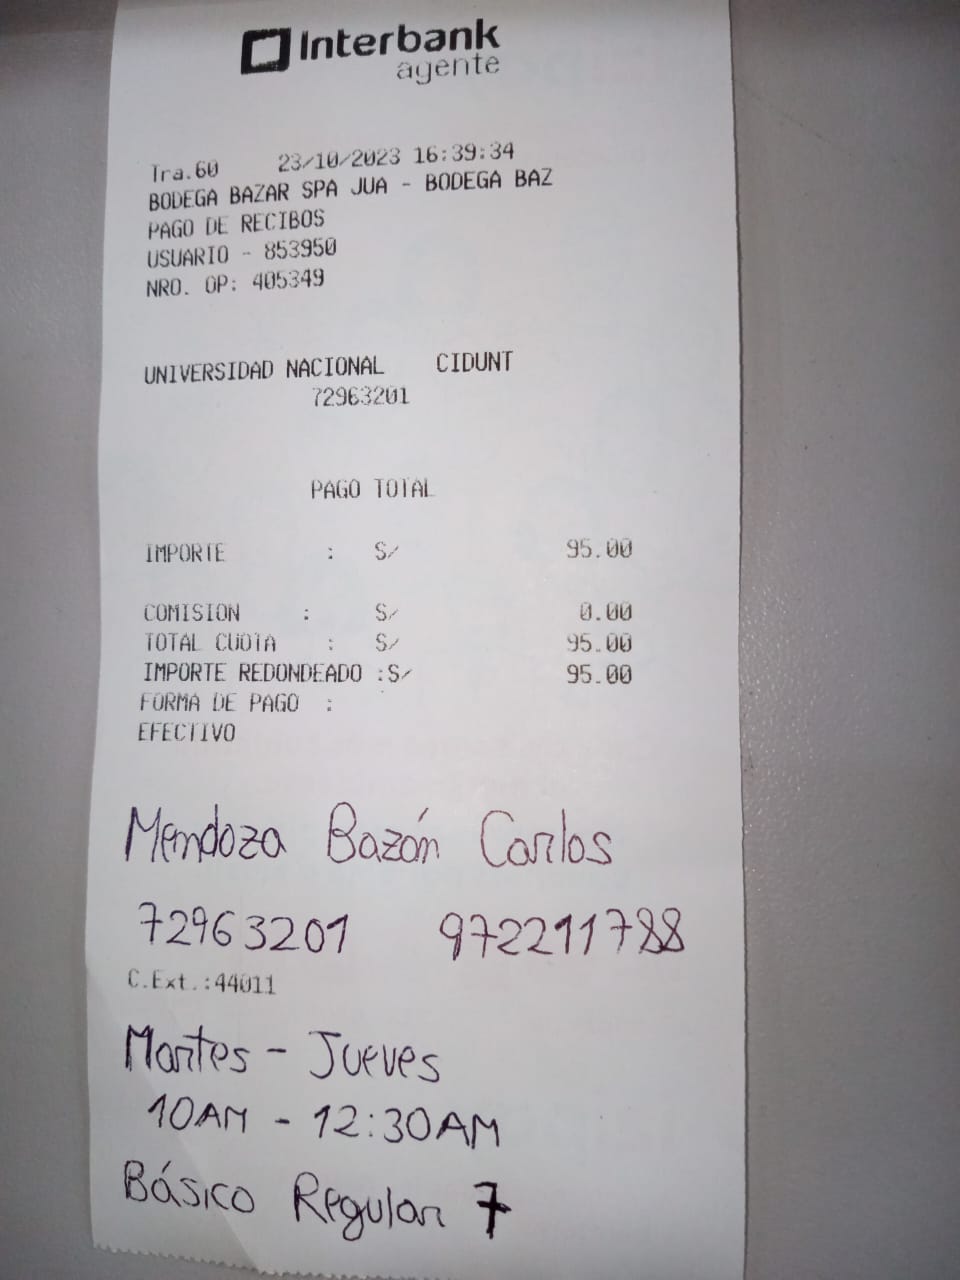 Interbank
agente
Tra.60 23/10/2023 16:39:34
BODEGA BAZAR SPA JUA - BODEGA BAZ
PAGO DE RECIBOS
USUARIO - 853950
NRO. OP: 405349
UNIVERSIDAD NACIONAL CIDUNT
72963201
PAGO TOTAL
IMPORTE : S/ 95.00
COMISION : S/ 0.00
TOTAL CUOTA : S/ 95.00
IMPORTE REDONDEADO :S/ 95.00
FORMA DE PAGO :
EFECTIVO
Mendoza Bazán Carlos
72963201 972211788
C.Ext.:44011
Martes - Jueves
10AM - 12:30AM
Básico Regular 7